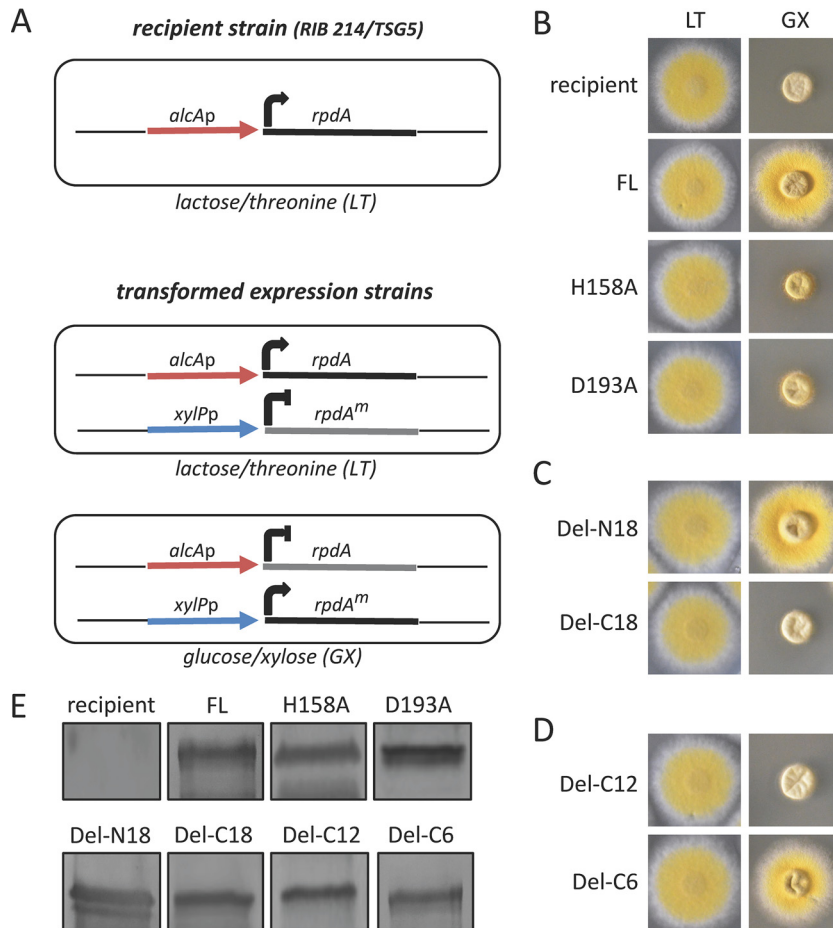 A
recipient strain (RIB 214/TSG5)
alcAp
rpdA
lactose/threonine (LT)
transformed expression strains
alcAp
rpdA
xylPp
rpdAᵐ
lactose/threonine (LT)
alcAp
rpdA
xylPp
rpdAᵐ
glucose/xylose (GX)
B
LT
GX
recipient
FL
H158A
D193A
C
Del-N18
Del-C18
D
Del-C12
Del-C6
E
recipient
FL
H158A
D193A
Del-N18
Del-C18
Del-C12
Del-C6